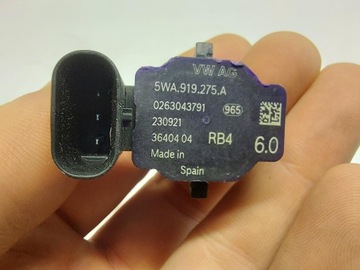 VW AG
5WA.919.275.A
0263043791 965
230921
36404 04 RB4 6.0
Made in
Spain